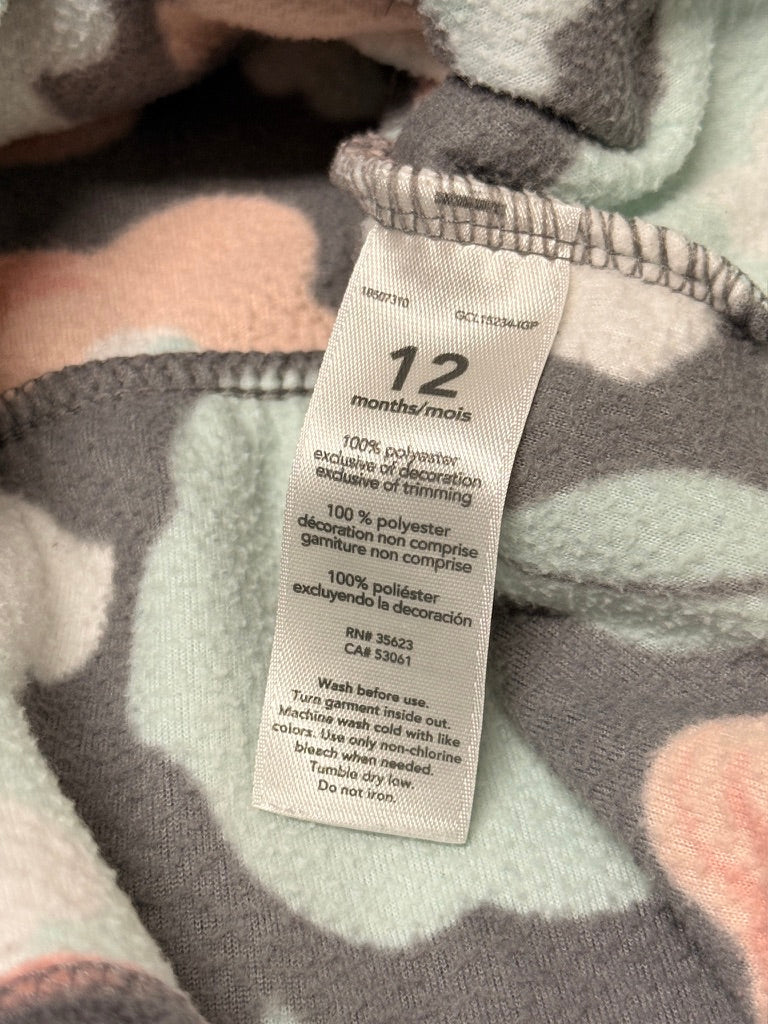 18507310
GCL15234-IGP
12
months/mois
100% polyester
exclusive of decoration
exclusive of trimming
100 % polyester
décoration non comprise
garniture non comprise
100% poliéster
excluyendo la decoración
RN# 35623
CA# 53061
Wash before use.
Turn garment inside out.
Machine wash cold with like
colors. Use only non-chlorine
bleach when needed.
Tumble dry low.
Do not iron.